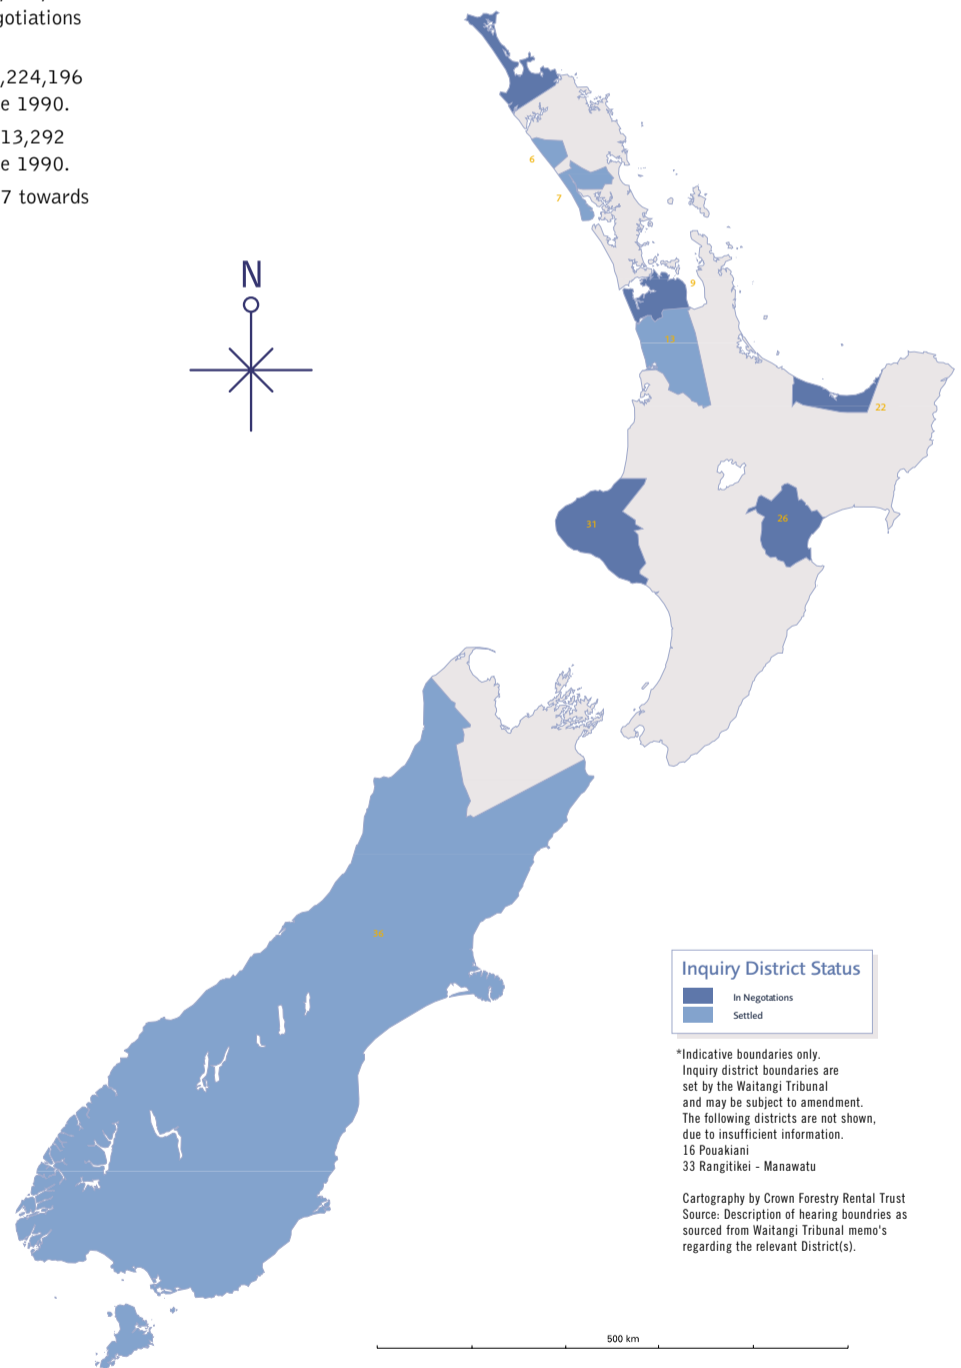 gotiations
,224,196
e 1990.
13,292
e 1990.
7 towards
N
6
7
9
22
31
26
Inquiry District Status
In Negotations
Settled
*Indicative boundaries only.
Inquiry district boundaries are
set by the Waitangi Tribunal
and may be subject to amendment.
The following districts are not shown,
due to insufficient information.
16 Pouakiani
33 Rangitikei - Manawatu
Cartography by Crown Forestry Rental Trust
Source: Description of hearing boundries as
sourced from Waitangi Tribunal memo's
regarding the relevant District(s).
500 km